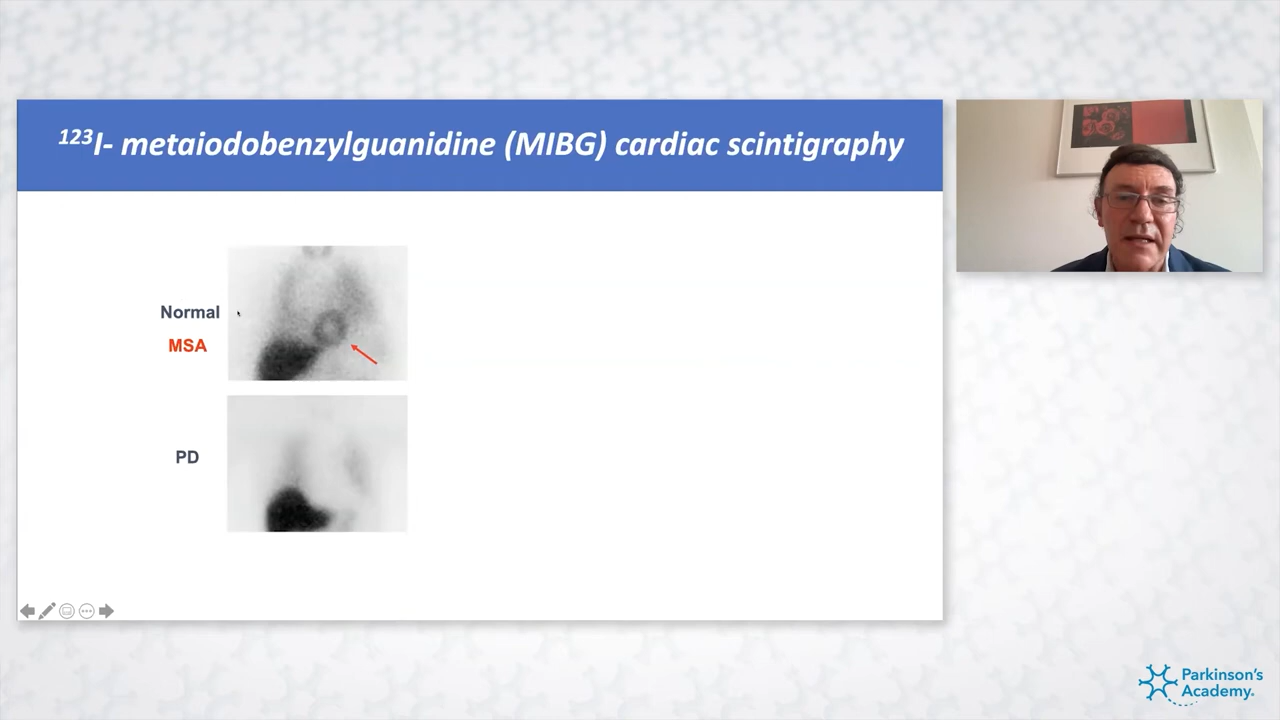 ¹²³I- metaiodobenzylguanidine (MIBG) cardiac scintigraphy
Normal
MSA
PD
Parkinson's
Academy.